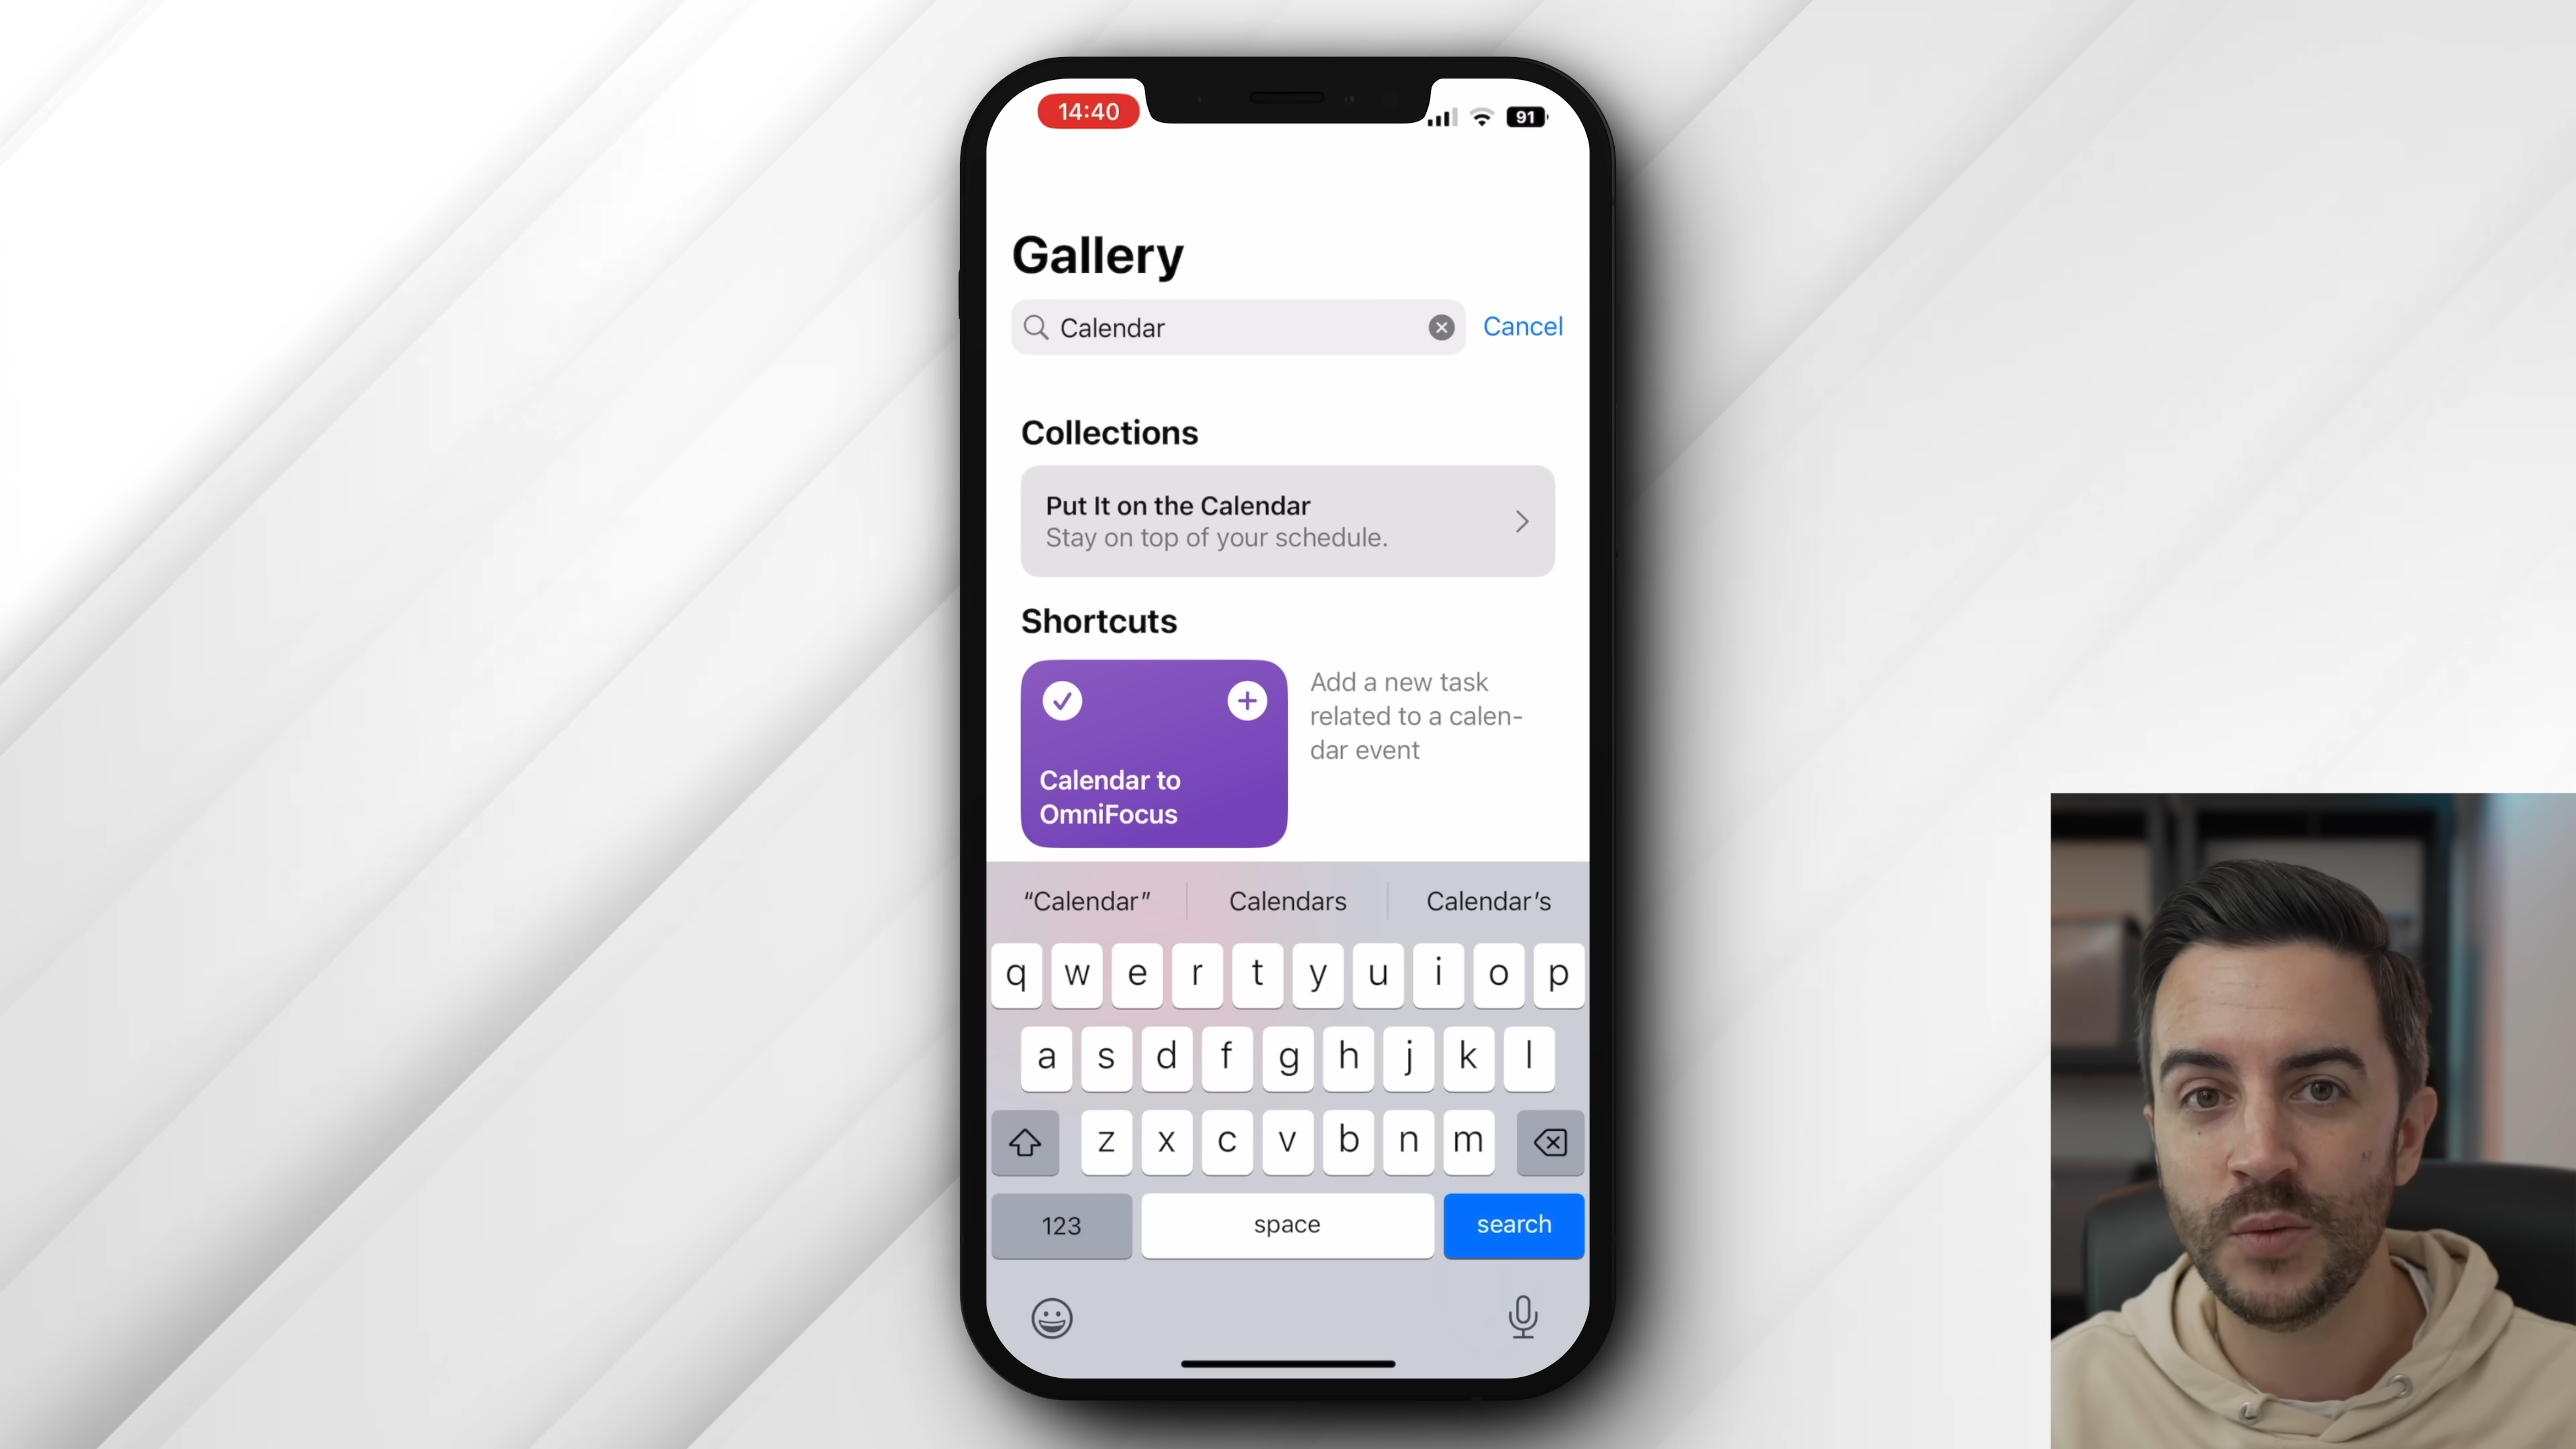 14:40
91
Gallery
Calendar
Cancel
Collections
Put It on the Calendar
Stay on top of your schedule.
Shortcuts
Calendar to
OmniFocus
Add a new task
related to a calen-
dar event
“Calendar”
Calendars
Calendar’s
q w e r t y u i o p
a s d f g h j k l
z x c v b n m
123
space
search